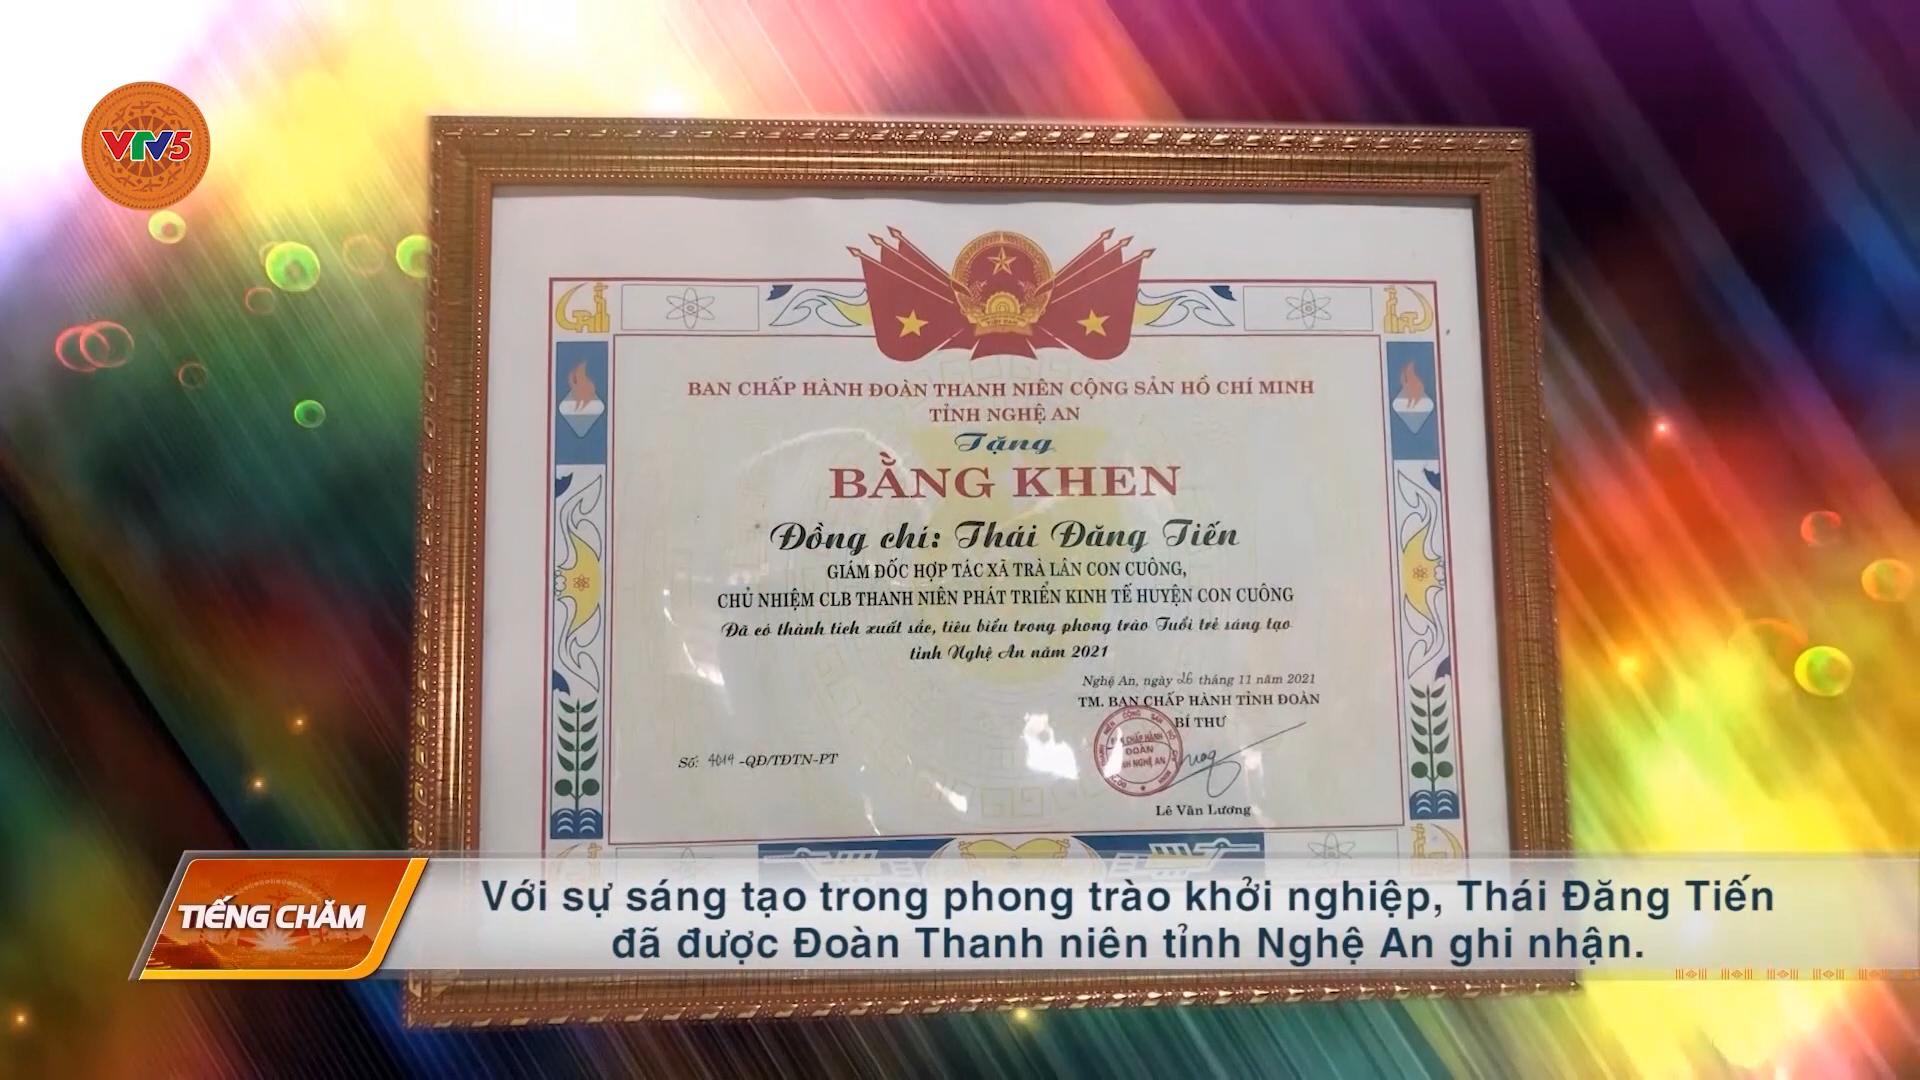 VTV5
BAN CHẤP HÀNH ĐOÀN THANH NIÊN CỘNG SẢN HỒ CHÍ MINH
TỈNH NGHỆ AN
Tặng
BẰNG KHEN
Đồng chí: Thái Đăng Tiến
GIÁM ĐỐC HỢP TÁC XÃ TRÀ LÂN CON CUÔNG,
CHỦ NHIỆM CLB THANH NIÊN PHÁT TRIỂN KINH TẾ HUYỆN CON CUÔNG
Đã có thành tích xuất sắc, tiêu biểu trong phong trào Tuổi trẻ sáng tạo
tỉnh Nghệ An năm 2021
Nghệ An, ngày 26 tháng 11 năm 2021
TM. BAN CHẤP HÀNH TỈNH ĐOÀN
BÍ THƯ
CHẤP HÀNH
ĐOÀN
NGHỆ AN
Số: 4014 -QĐ/TĐTN-PT
Lê Văn Lương
TIẾNG CHĂM
Với sự sáng tạo trong phong trào khởi nghiệp, Thái Đăng Tiến
đã được Đoàn Thanh niên tỉnh Nghệ An ghi nhận.